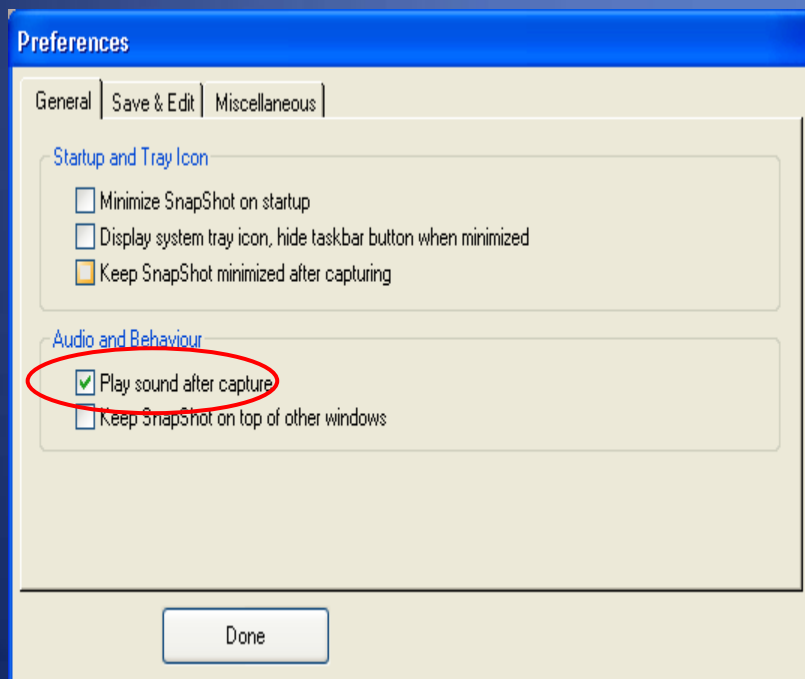 Preferences
General Save & Edit Miscellaneous
Startup and Tray Icon
Minimize SnapShot on startup
Display system tray icon, hide taskbar button when minimized
Keep SnapShot minimized after capturing
Audio and Behaviour
Play sound after capture
Keep SnapShot on top of other windows
Done